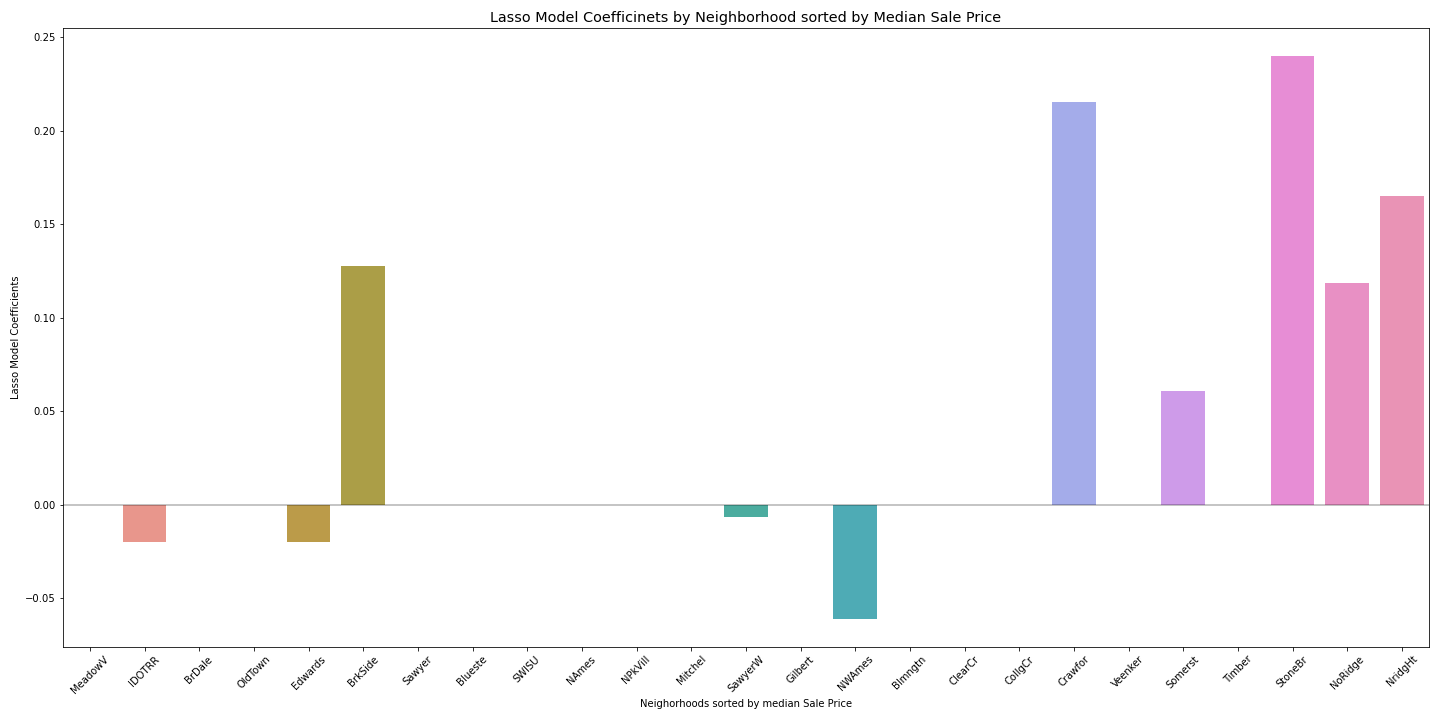 Lasso Model Coefficinets by Neighborhood sorted by Median Sale Price
0.25
0.20
0.15
0.10
0.05
0.00
−0.05
Lasso Model Coefficients
MeadowV
IDOTRR
BrDale
OldTown
Edwards
BrkSide
Sawyer
Blueste
SWISU
NAmes
NPkVill
Mitchel
SawyerW
Gilbert
NWAmes
Blmngtn
ClearCr
CollgCr
Crawfor
Veenker
Somerst
Timber
StoneBr
NoRidge
NridgHt
Neighorhoods sorted by median Sale Price